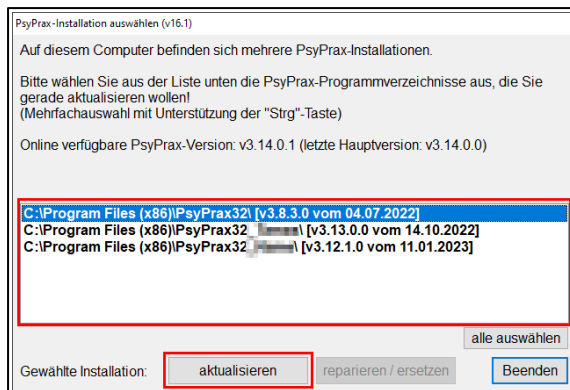 PsyPrax-Installation auswählen (v16.1)
Auf diesem Computer befinden sich mehrere PsyPrax-Installationen.
Bitte wählen Sie aus der Liste unten die PsyPrax-Programmverzeichnisse aus, die Sie
gerade aktualisieren wollen!
(Mehrfachauswahl mit Unterstützung der "Strg"-Taste)
Online verfügbare PsyPrax-Version: v3.14.0.1 (letzte Hauptversion: v3.14.0.0)
C:\Program Files (x86)\PsyPrax32\ [v3.8.3.0 vom 04.07.2022]
C:\Program Files (x86)\PsyPrax32_ \ [v3.13.0.0 vom 14.10.2022]
C:\Program Files (x86)\PsyPrax32_ \ [v3.12.1.0 vom 11.01.2023]
alle auswählen
Gewählte Installation: aktualisieren reparieren / ersetzen Beenden